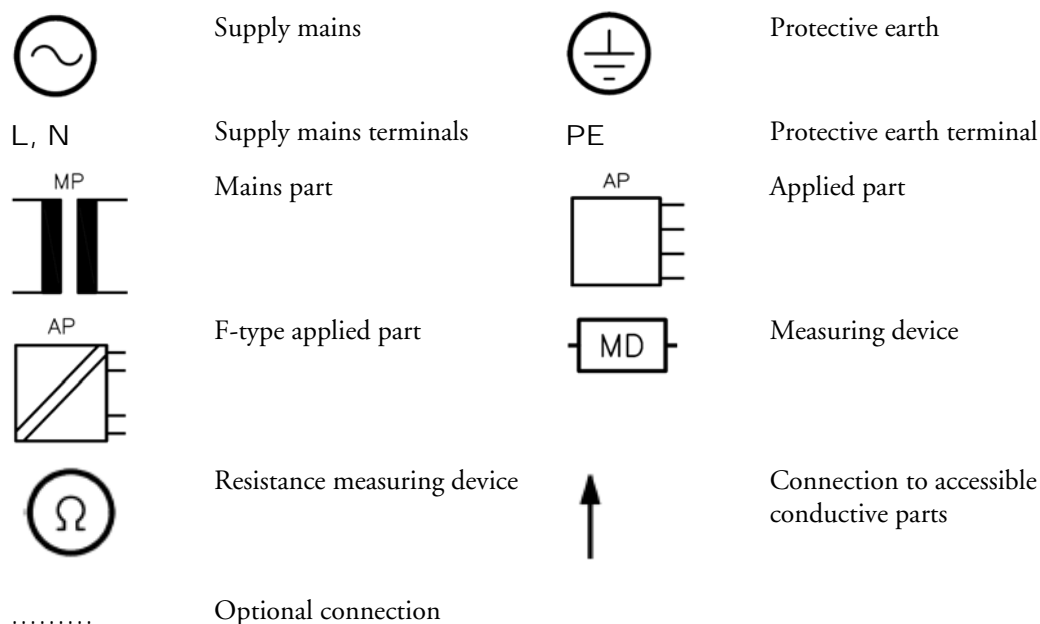 Supply mains
Protective earth
L, N
Supply mains terminals
PE
Protective earth terminal
MP
Mains part
AP
Applied part
AP
F-type applied part
MD
Measuring device
Ω
Resistance measuring device
Connection to accessible
conductive parts
.........
Optional connection